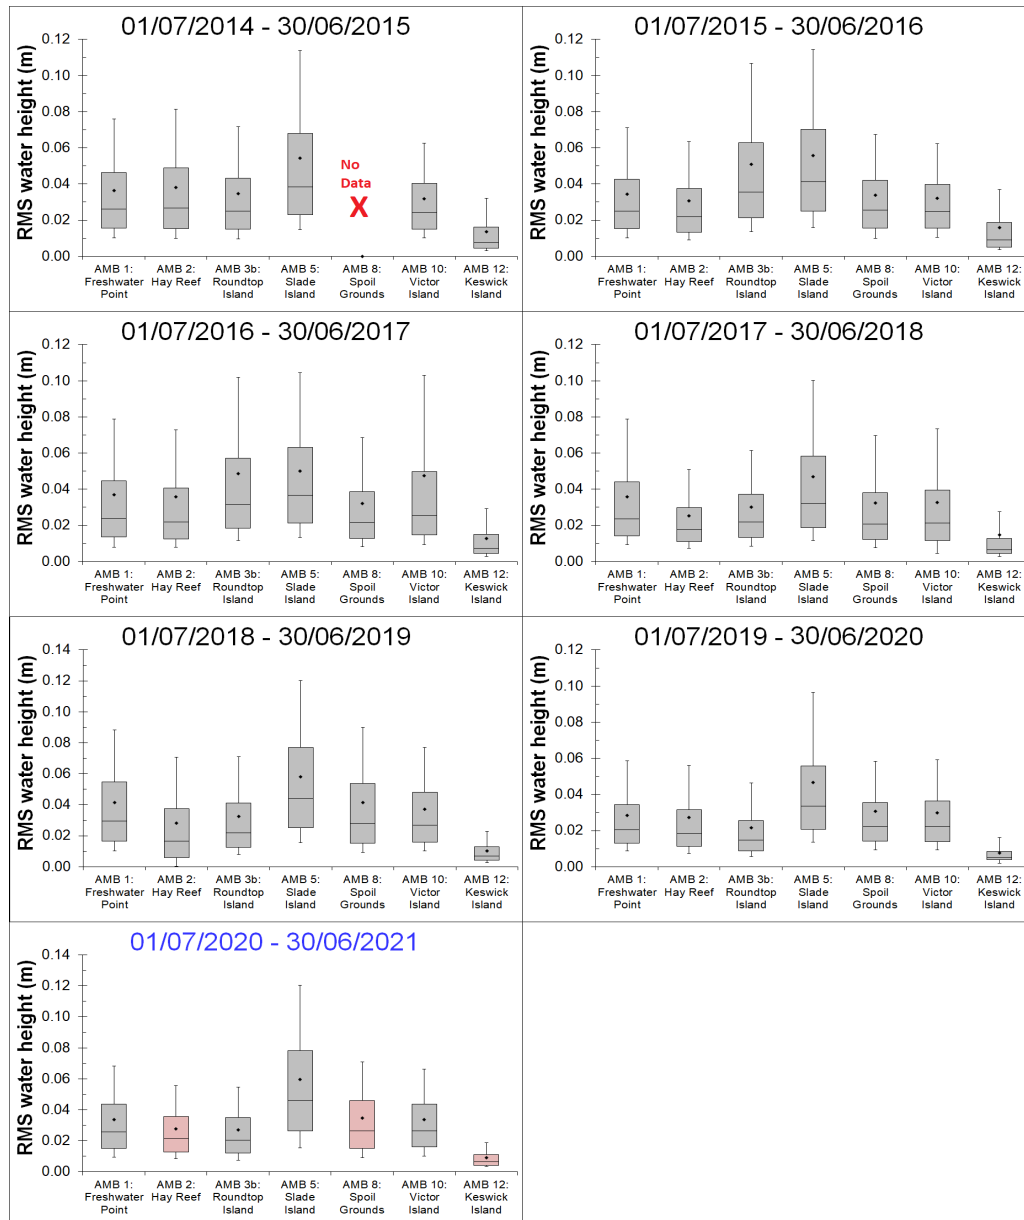 01/07/2014 - 30/06/2015
RMS water height (m)
0.12
0.10
0.08
0.06
0.04
0.02
0.00
No
Data
X
AMB 1: AMB 2: AMB 3b: AMB 5: AMB 8: AMB 10: AMB 12:
Freshwater Hay Reef Roundtop Slade Spoil Victor Keswick
Point Island Island Grounds Island Island
01/07/2015 - 30/06/2016
RMS water height (m)
0.12
0.10
0.08
0.06
0.04
0.02
0.00
AMB 1: AMB 2: AMB 3b: AMB 5: AMB 8: AMB 10: AMB 12:
Freshwater Hay Reef Roundtop Slade Spoil Victor Keswick
Point Island Island Grounds Island Island
01/07/2016 - 30/06/2017
RMS water height (m)
0.12
0.10
0.08
0.06
0.04
0.02
0.00
AMB 1: AMB 2: AMB 3b: AMB 5: AMB 8: AMB 10: AMB 12:
Freshwater Hay Reef Roundtop Slade Spoil Victor Keswick
Point Island Island Grounds Island Island
01/07/2017 - 30/06/2018
RMS water height (m)
0.12
0.10
0.08
0.06
0.04
0.02
0.00
AMB 1: AMB 2: AMB 3b: AMB 5: AMB 8: AMB 10: AMB 12:
Freshwater Hay Reef Roundtop Slade Spoil Victor Keswick
Point Island Island Grounds Island Island
01/07/2018 - 30/06/2019
RMS water height (m)
0.14
0.12
0.10
0.08
0.06
0.04
0.02
0.00
AMB 1: AMB 2: AMB 3b: AMB 5: AMB 8: AMB 10: AMB 12:
Freshwater Hay Reef Roundtop Slade Spoil Victor Keswick
Point Island Island Grounds Island Island
01/07/2019 - 30/06/2020
RMS water height (m)
0.12
0.10
0.08
0.06
0.04
0.02
0.00
AMB 1: AMB 2: AMB 3b: AMB 5: AMB 8: AMB 10: AMB 12:
Freshwater Hay Reef Roundtop Slade Spoil Victor Keswick
Point Island Island Grounds Island Island
01/07/2020 - 30/06/2021
RMS water height (m)
0.14
0.12
0.10
0.08
0.06
0.04
0.02
0.00
AMB 1: AMB 2: AMB 3b: AMB 5: AMB 8: AMB 10: AMB 12:
Freshwater Hay Reef Roundtop Slade Spoil Victor Keswick
Point Island Island Grounds Island Island